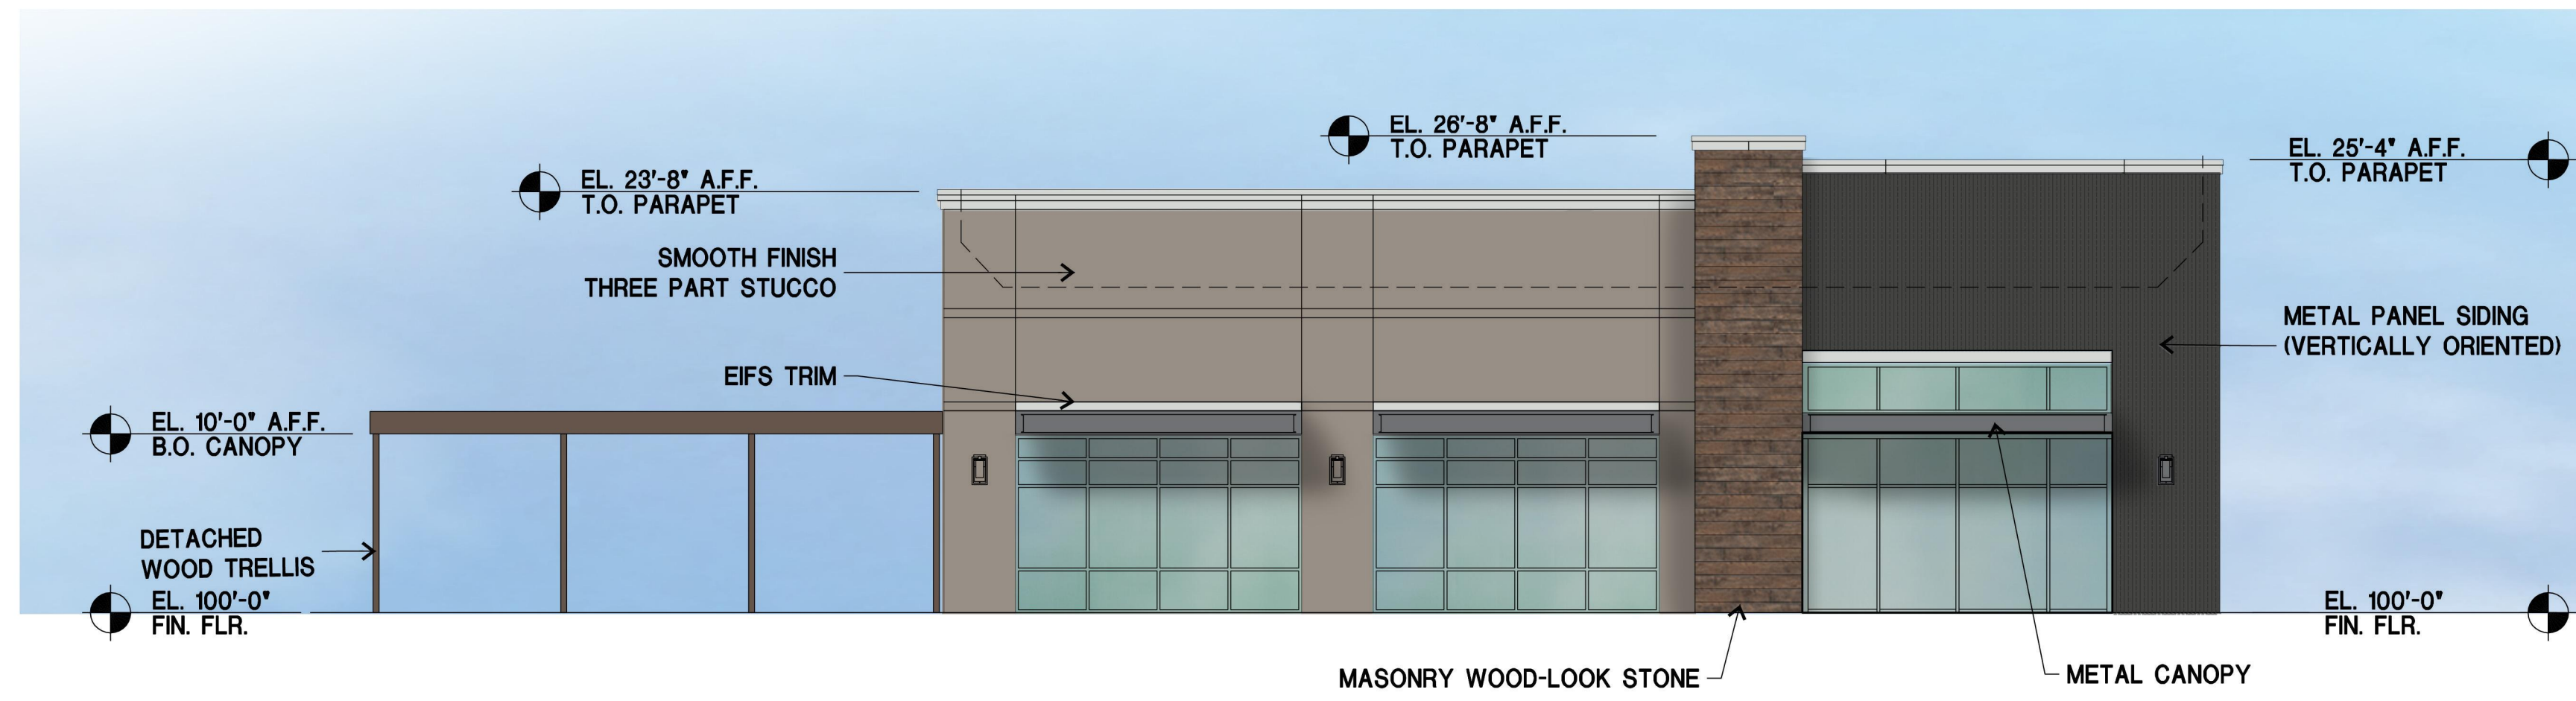 EL. 26'-8" A.F.F.
T.O. PARAPET
EL. 25'-4" A.F.F.
T.O. PARAPET
EL. 23'-8" A.F.F.
T.O. PARAPET
SMOOTH FINISH
THREE PART STUCCO
METAL PANEL SIDING
(VERTICALLY ORIENTED)
EIFS TRIM
EL. 10'-0" A.F.F.
B.O. CANOPY
DETACHED
WOOD TRELLIS
EL. 100'-0"
FIN. FLR.
EL. 100'-0"
FIN. FLR.
MASONRY WOOD-LOOK STONE
METAL CANOPY